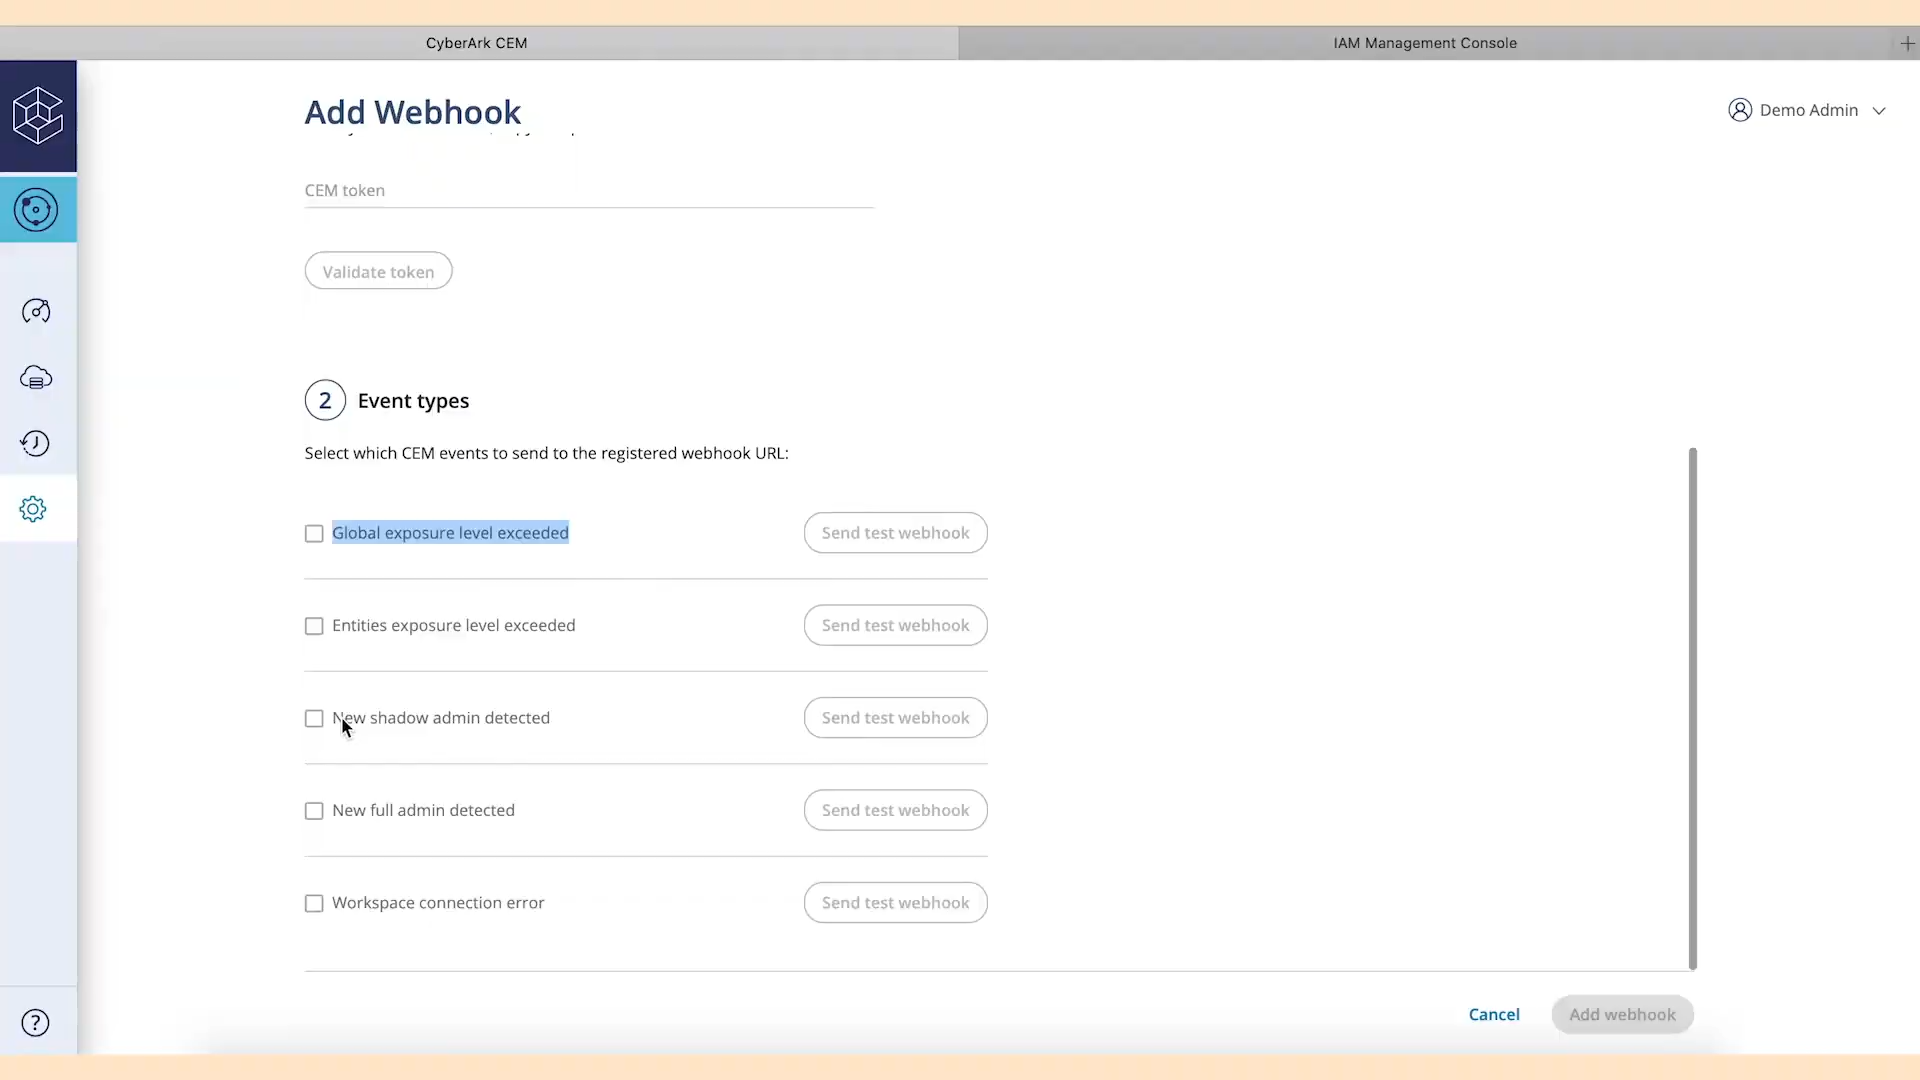 CyberArk CEM
IAM Management Console
Add Webhook
Demo Admin
CEM token
Validate token
2 Event types
Select which CEM events to send to the registered webhook URL:
Global exposure level exceeded
Send test webhook
Entities exposure level exceeded
Send test webhook
New shadow admin detected
Send test webhook
New full admin detected
Send test webhook
Workspace connection error
Send test webhook
Cancel
Add webhook
?